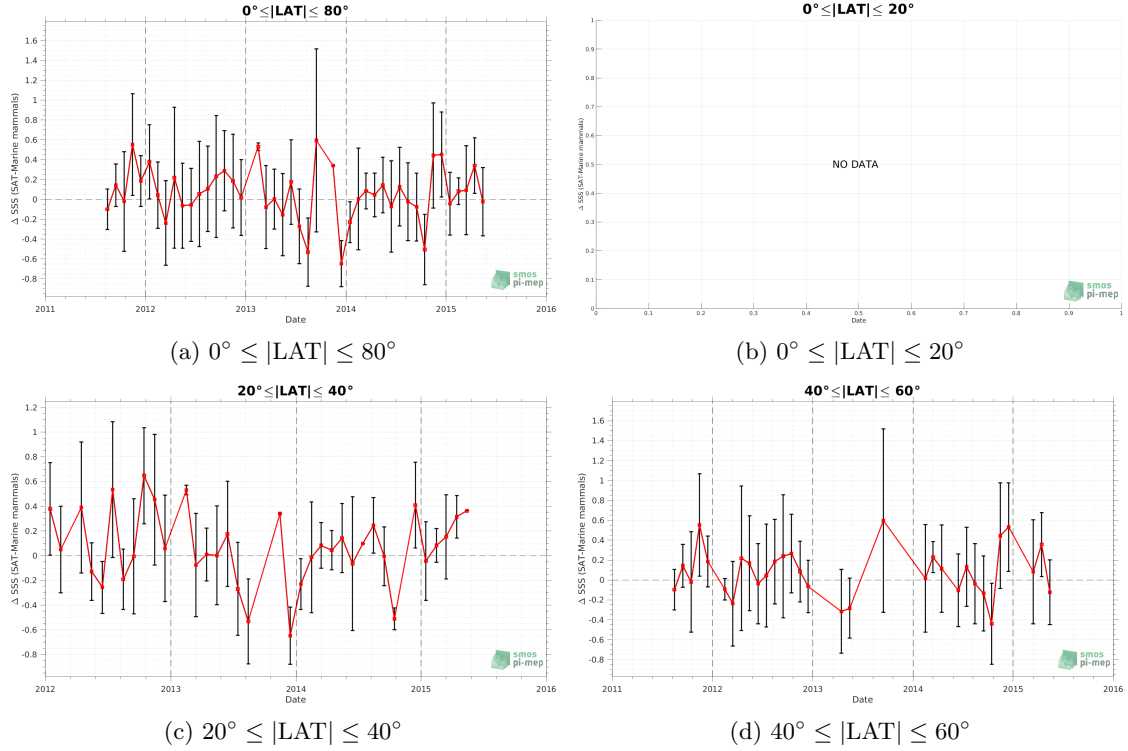 0°≤|LAT|≤ 80°
Δ SSS (SAT-Marine mammals)
1.6
1.4
1.2
1
0.8
0.6
0.4
0.2
0
-0.2
-0.4
-0.6
-0.8
2011 2012 2013 2014 2015 2016
Date
smos
pi-mep
(a) 0° ≤ |LAT| ≤ 80°
0°≤|LAT|≤ 20°
Δ SSS (SAT-Marine mammals)
1
0.9
0.8
0.7
0.6
0.5
0.4
0.3
0.2
0.1
0
NO DATA
0 0.1 0.2 0.3 0.4 0.5 0.6 0.7 0.8 0.9 1
Date
smos
pi-mep
(b) 0° ≤ |LAT| ≤ 20°
20°≤|LAT|≤ 40°
Δ SSS (SAT-Marine mammals)
1.2
1
0.8
0.6
0.4
0.2
0
-0.2
-0.4
-0.6
-0.8
2012 2013 2014 2015 2016
Date
smos
pi-mep
(c) 20° ≤ |LAT| ≤ 40°
40°≤|LAT|≤ 60°
Δ SSS (SAT-Marine mammals)
1.6
1.4
1.2
1
0.8
0.6
0.4
0.2
0
-0.2
-0.4
-0.6
-0.8
2011 2012 2013 2014 2015 2016
Date
smos
pi-mep
(d) 40° ≤ |LAT| ≤ 60°